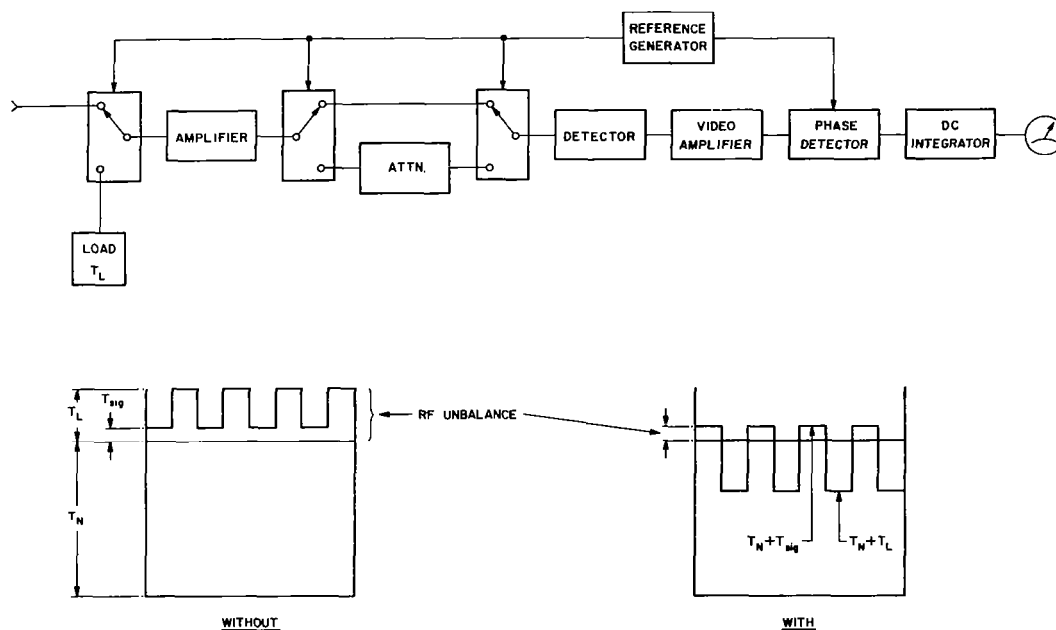 REFERENCE
GENERATOR
AMPLIFIER
ATTN.
DETECTOR
VIDEO
AMPLIFIER
PHASE
DETECTOR
DC
INTEGRATOR
LOAD
T_L
T_sig
T_L
RF UNBALANCE
T_N
T_N+T_sig
T_N+T_L
WITHOUT
WITH